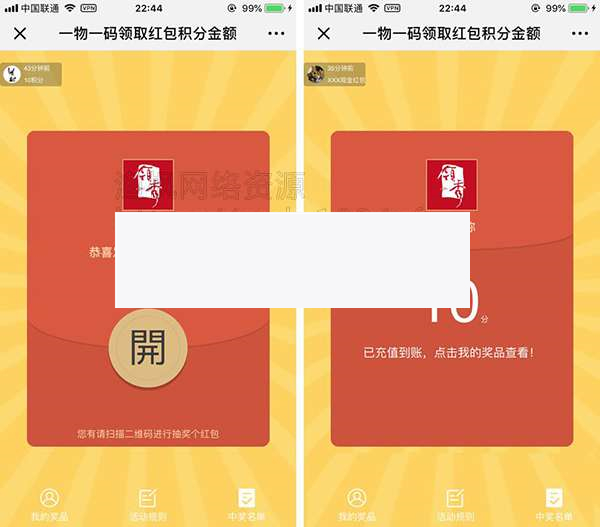 中国联通 VPN 22:44 99%
一物一码领取红包积分金额
43分钟前
10积分
领秀
网络资源
恭喜
開
您有请扫描二维码进行抽奖个红包
我的奖品 活动规则 中奖名单
中国联通 VPN 22:44 99%
一物一码领取红包积分金额
分钟前
XXX现金红包
领秀
你
10分
已充值到账，点击我的奖品查看！
我的奖品 活动规则 中奖名单